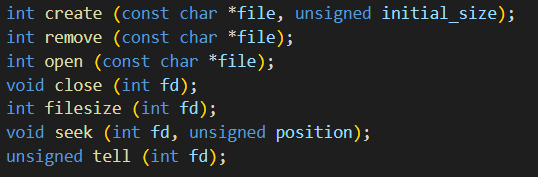 int create (const char *file, unsigned initial_size);
int remove (const char *file);
int open (const char *file);
void close (int fd);
int filesize (int fd);
void seek (int fd, unsigned position);
unsigned tell (int fd);